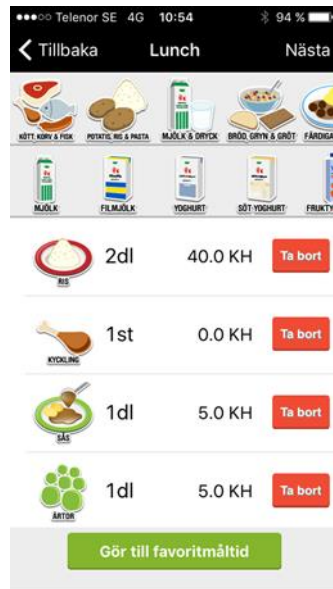 Telenor SE 4G 10:54 94 %
Tillbaka Lunch Nästa
KÖTT, KORV & FISK POTATIS, RIS & PASTA MJÖLK & DRYCK BRÖD, GRYN & GRÖT FÄRDIGA
MJÖLK FILMJÖLK YOGHURT SÖT YOGHURT FRUKTY
2dl 40.0 KH Ta bort
RIS
1st 0.0 KH Ta bort
KYCKLING
1dl 5.0 KH Ta bort
SÅS
1dl 5.0 KH Ta bort
ÄRTOR
Gör till favoritmåltid